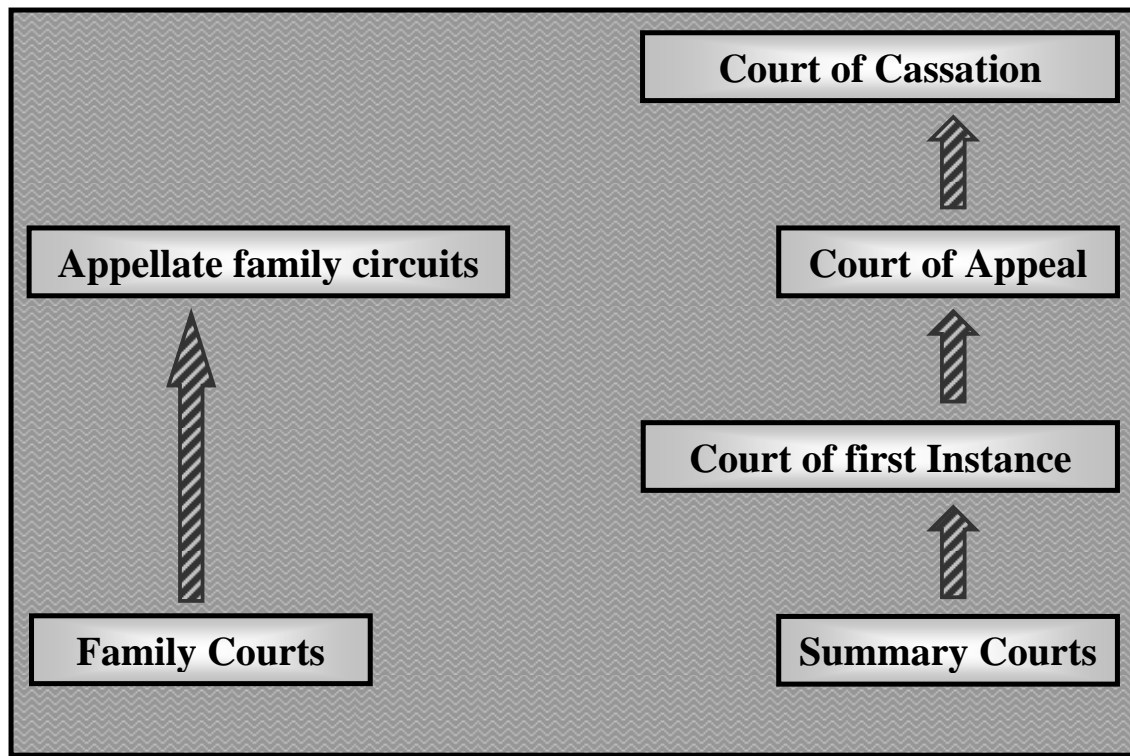 Court of Cassation
Appellate family circuits
Court of Appeal
Court of first Instance
Family Courts
Summary Courts